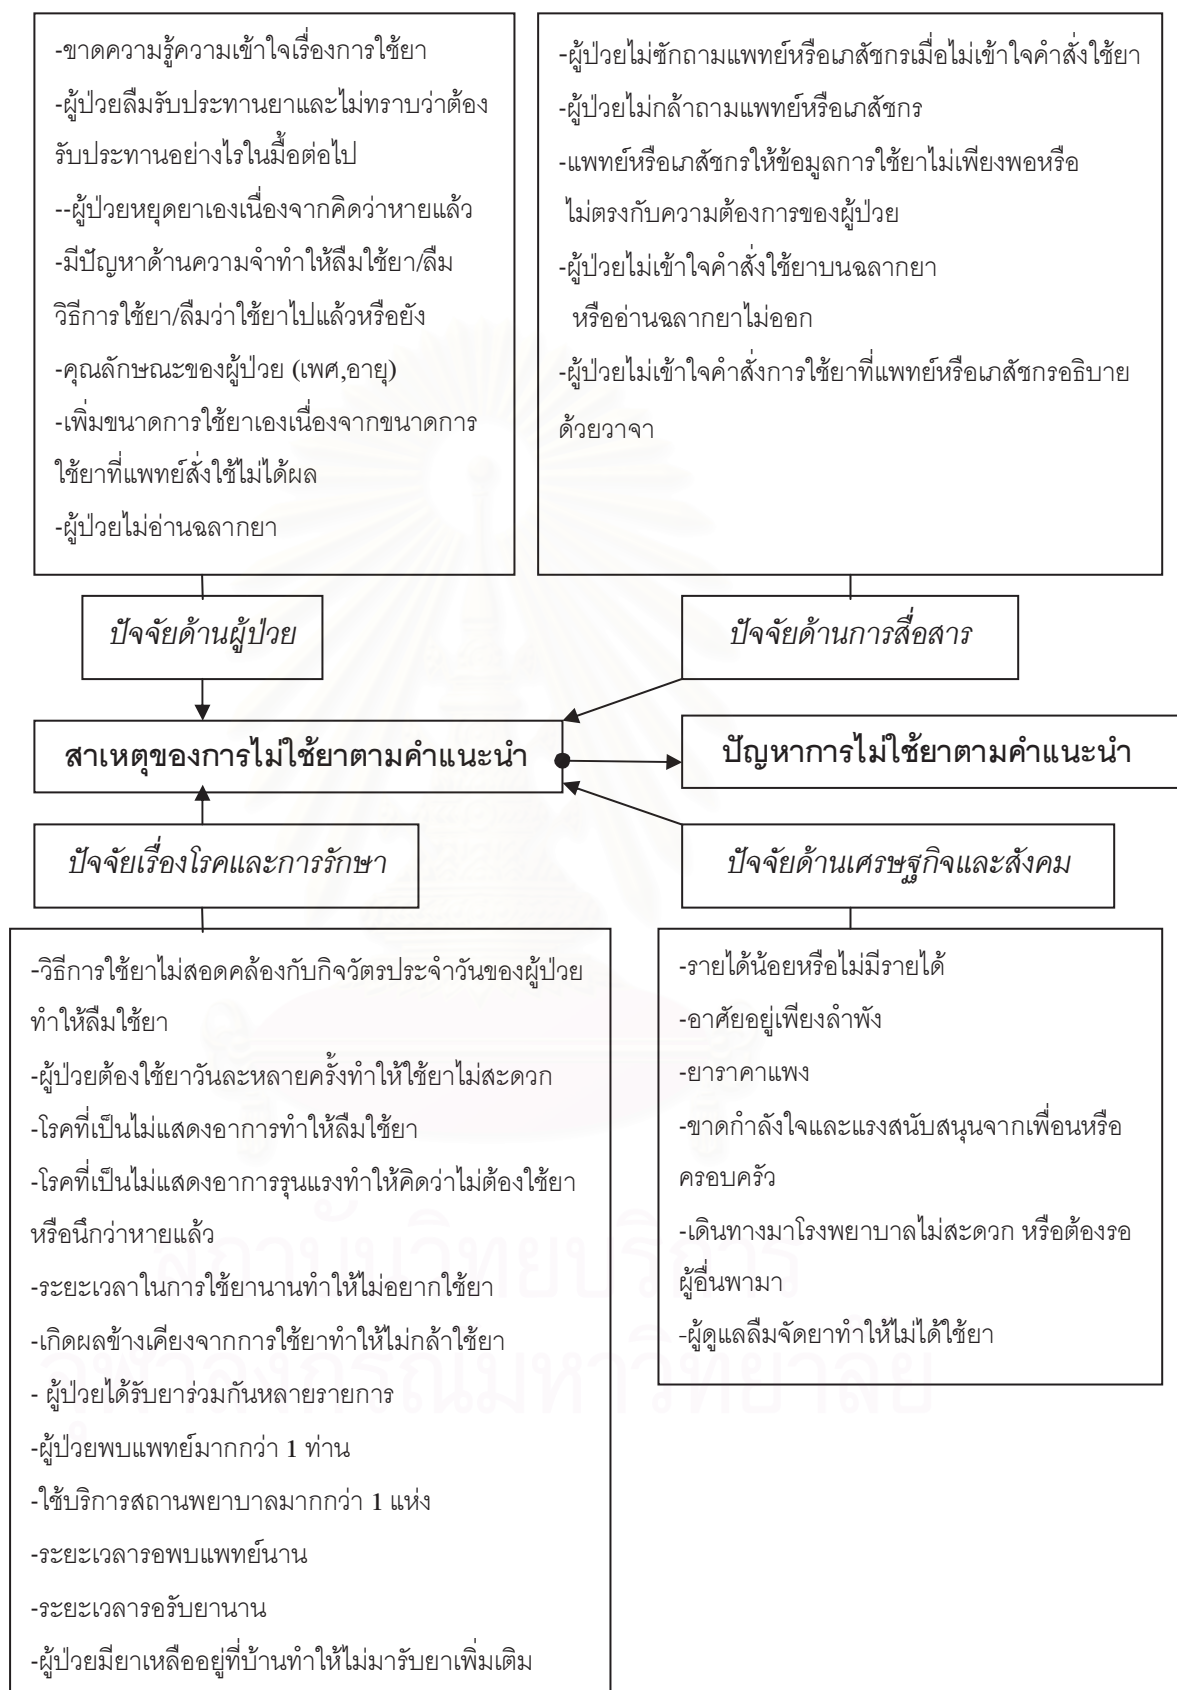 -ขาดความรู้ความเข้าใจเรื่องการใช้ยา
-ผู้ป่วยลืมรับประทานยาและไม่ทราบว่าต้อง
รับประทานอย่างไรในมื้อต่อไป
--ผู้ป่วยหยุดยาเองเนื่องจากคิดว่าหายแล้ว
-มีปัญหาด้านความจำทำให้ลืมใช้ยา/ลืม
วิธีการใช้ยา/ลืมว่าใช้ยาไปแล้วหรือยัง
-คุณลักษณะของผู้ป่วย (เพศ,อายุ)
-เพิ่มขนาดการใช้ยาเองเนื่องจากขนาดการ
ใช้ยาที่แพทย์สั่งใช้ไม่ได้ผล
-ผู้ป่วยไม่อ่านฉลากยา
-ผู้ป่วยไม่ซักถามแพทย์หรือเภสัชกรเมื่อไม่เข้าใจคำสั่งใช้ยา
-ผู้ป่วยไม่กล้าถามแพทย์หรือเภสัชกร
-แพทย์หรือเภสัชกรให้ข้อมูลการใช้ยาไม่เพียงพอหรือ
ไม่ตรงกับความต้องการของผู้ป่วย
-ผู้ป่วยไม่เข้าใจคำสั่งใช้ยาบนฉลากยา
หรืออ่านฉลากยาไม่ออก
-ผู้ป่วยไม่เข้าใจคำสั่งการใช้ยาที่แพทย์หรือเภสัชกรอธิบาย
ด้วยวาจา
ปัจจัยด้านผู้ป่วย
ปัจจัยด้านการสื่อสาร
สาเหตุของการไม่ใช้ยาตามคำแนะนำ
ปัญหาการไม่ใช้ยาตามคำแนะนำ
ปัจจัยเรื่องโรคและการรักษา
ปัจจัยด้านเศรษฐกิจและสังคม
-วิธีการใช้ยาไม่สอดคล้องกับกิจวัตรประจำวันของผู้ป่วย
ทำให้ลืมใช้ยา
-ผู้ป่วยต้องใช้ยาวันละหลายครั้งทำให้ใช้ยาไม่สะดวก
-โรคที่เป็นไม่แสดงอาการทำให้ลืมใช้ยา
-โรคที่เป็นไม่แสดงอาการรุนแรงทำให้คิดว่าไม่ต้องใช้ยา
หรือนึกว่าหายแล้ว
-ระยะเวลาในการใช้ยานานทำให้ไม่อยากใช้ยา
-เกิดผลข้างเคียงจากการใช้ยาทำให้ไม่กล้าใช้ยา
- ผู้ป่วยได้รับยาร่วมกันหลายรายการ
-ผู้ป่วยพบแพทย์มากกว่า 1 ท่าน
-ใช้บริการสถานพยาบาลมากกว่า 1 แห่ง
-ระยะเวลารอพบแพทย์นาน
-ระยะเวลารอรับยานาน
-ผู้ป่วยมียาเหลืออยู่ที่บ้านทำให้ไม่มารับยาเพิ่มเติม
-รายได้น้อยหรือไม่มีรายได้
-อาศัยอยู่เพียงลำพัง
-ยาราคาแพง
-ขาดกำลังใจและแรงสนับสนุนจากเพื่อนหรือ
ครอบครัว
-เดินทางมาโรงพยาบาลไม่สะดวก หรือต้องรอ
ผู้อื่นพามา
-ผู้ดูแลลืมจัดยาทำให้ไม่ได้ใช้ยา
สถาบันวิทยบริการ
จุฬาลงกรณ์มหาวิทยาลัย